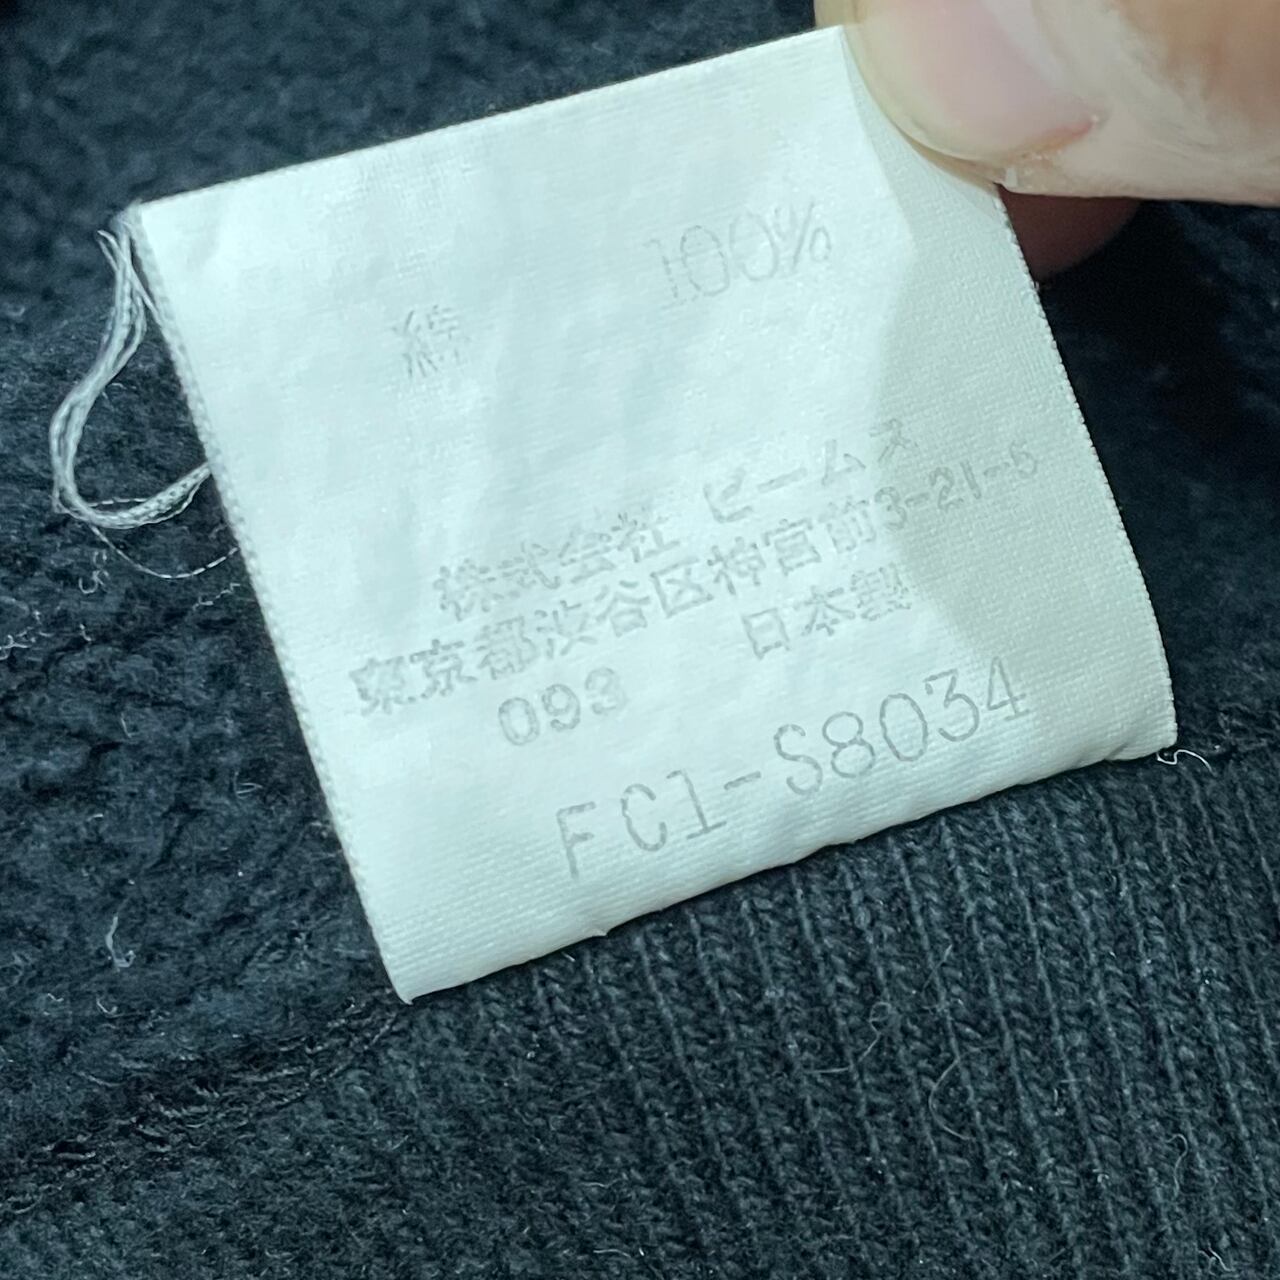 綿 100%
株式会社 ビームス
東京都渋谷区神宮前3-21-5
093 日本製
FC1-S8034